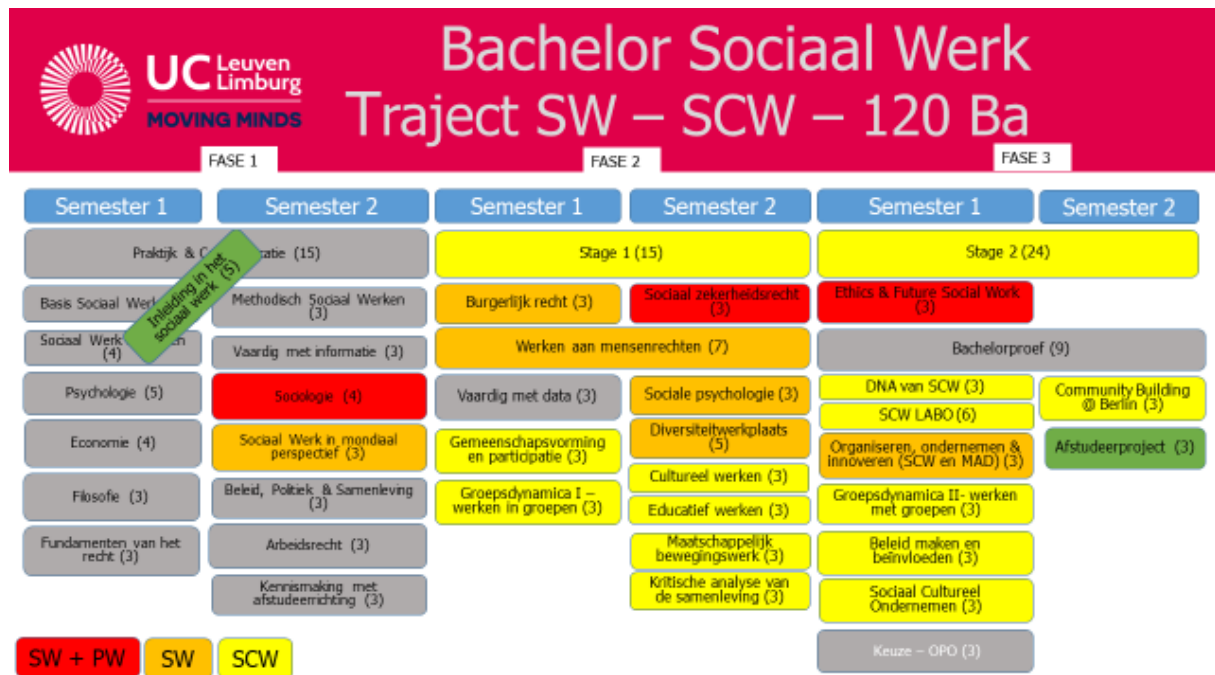 UC Leuven
Limburg
MOVING MINDS
Bachelor Sociaal Werk
Traject SW – SCW – 120 Ba
FASE 1
FASE 2
FASE 3
Semester 1
Semester 2
Semester 1
Semester 2
Semester 1
Semester 2
Praktijk &
(15)
Inleiding in het
sociaal werk (5)
Basis Sociaal
Sociaal Werk
(4)
Psychologie (5)
Economie (4)
Filosofie (3)
Fundamenten van het
recht (3)
Methodisch Sociaal Werken
(3)
Vaardig met informatie (3)
Sociologie (4)
Sociaal Werk in mondiaal
perspectief (3)
Beleid, Politiek & Samenleving
(3)
Arbeidsrecht (3)
Kennismaking met
afstudeerrichting (3)
Stage 1 (15)
Burgerlijk recht (3)
Sociaal zekerheidsrecht
(3)
Werken aan mensenrechten (7)
Vaardig met data (3)
Gemeenschapsvorming
en participatie (3)
Groepsdynamica I –
werken in groepen (3)
Sociale psychologie (3)
Diversiteitwerkplaats
(5)
Cultureel werken (3)
Educatief werken (3)
Maatschappelijk
bewegingswerk (3)
Kritische analyse van
de samenleving (3)
Stage 2 (24)
Ethics & Future Social Work
(3)
Bachelorproef (9)
DNA van SCW (3)
SCW LABO (6)
Organiseren, ondernemen &
innoveren (SCW en MAD) (3)
Groepsdynamica II- werken
met groepen (3)
Beleid maken en
beïnvloeden (3)
Sociaal Cultureel
Ondernemen (3)
Keuze – OPO (3)
Community Building
@ Berlin (3)
Afstudeerproject (3)
SW + PW
SW
SCW